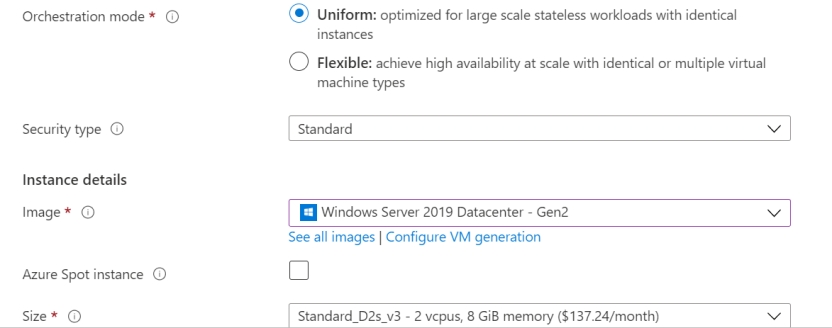 Orchestration mode *
Uniform: optimized for large scale stateless workloads with identical
instances
Flexible: achieve high availability at scale with identical or multiple virtual
machine types
Security type
Standard
Instance details
Image *
Windows Server 2019 Datacenter - Gen2
See all images | Configure VM generation
Azure Spot instance
Size *
Standard_D2s_v3 - 2 vcpus, 8 GiB memory ($137.24/month)